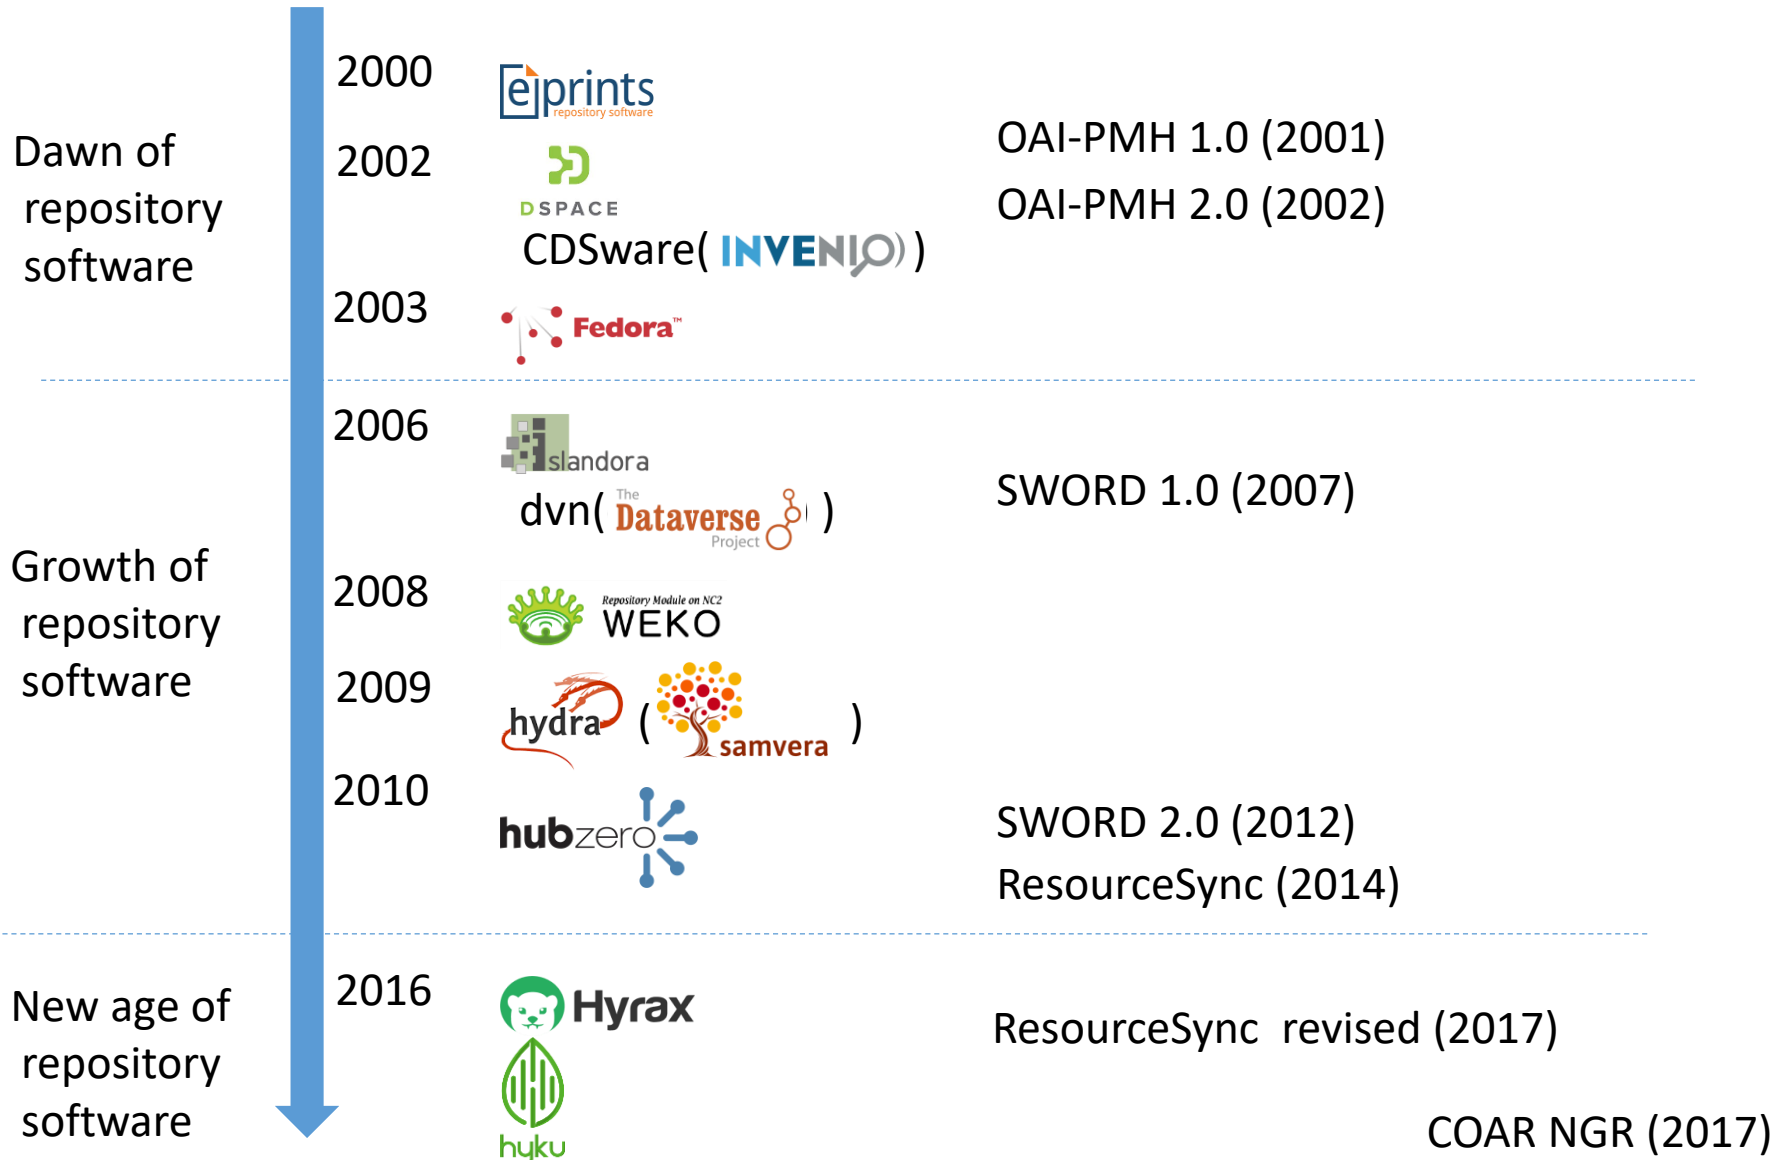 2000
e prints
repository software
Dawn of
repository
software
2002
DSPACE
CDSware( INVENIO )
OAI-PMH 1.0 (2001)
OAI-PMH 2.0 (2002)
2003
Fedora™
Growth of
repository
software
2006
islandora
dvn( The Dataverse Project )
SWORD 1.0 (2007)
2008
Repository Module on NC2
WEKO
2009
hydra ( samvera )
2010
hubzero
SWORD 2.0 (2012)
ResourceSync (2014)
New age of
repository
software
2016
Hyrax
hyku
ResourceSync revised (2017)
COAR NGR (2017)